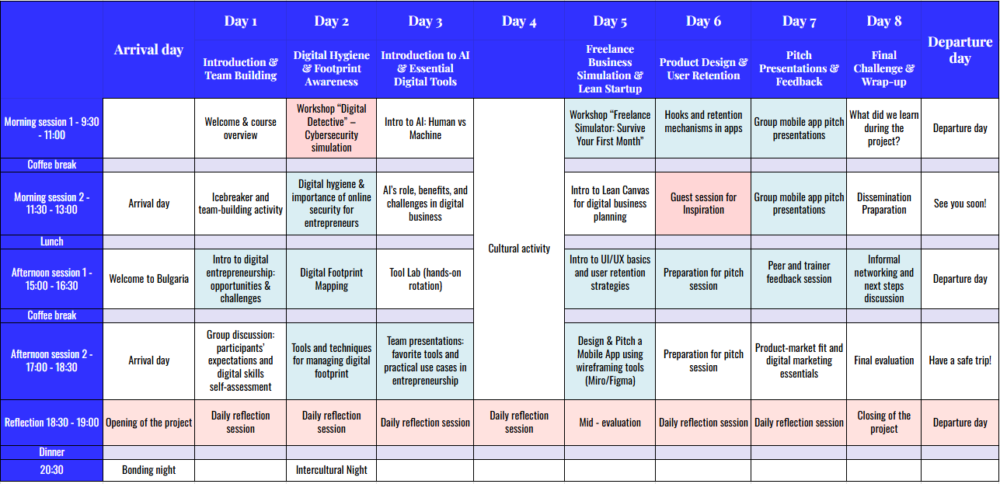 Arrival day
Day 1
Introduction &
Team Building
Day 2
Digital Hygiene
& Footprint
Awareness
Day 3
Introduction to AI
& Essential
Digital Tools
Day 4
Day 5
Freelance
Business
Simulation &
Lean Startup
Day 6
Product Design &
User Retention
Day 7
Pitch
Presentations &
Feedback
Day 8
Final
Challenge &
Wrap-up
Departure
day
Morning session 1 - 9:30
- 11:00
Welcome & course
overview
Workshop “Digital
Detective” –
Cybersecurity
simulation
Intro to AI: Human vs
Machine
Workshop “Freelance
Simulator: Survive
Your First Month”
Hooks and retention
mechanisms in apps
Group mobile app pitch
presentations
What did we learn
during the
project?
Departure day
Coffee break
Morning session 2 -
11:30 - 13:00
Arrival day
Icebreaker and
team-building activity
Digital hygiene &
importance of online
security for
entrepreneurs
AI’s role, benefits, and
challenges in digital
business
Intro to Lean Canvas
for digital business
planning
Guest session for
Inspiration
Group mobile app pitch
presentations
Dissemination
Praparation
See you soon!
Lunch
Cultural activity
Afternoon session 1 -
15:00 - 16:30
Welcome to Bulgaria
Intro to digital
entrepreneurship:
opportunities &
challenges
Digital Footprint
Mapping
Tool Lab (hands-on
rotation)
Intro to UI/UX basics
and user retention
strategies
Preparation for pitch
session
Peer and trainer
feedback session
Informal
networking and
next steps
discussion
Departure day
Coffee break
Afternoon session 2 -
17:00 - 18:30
Arrival day
Group discussion:
participants’
expectations and
digital skills
self-assessment
Tools and techniques
for managing digital
footprint
Team presentations:
favorite tools and
practical use cases in
entrepreneurship
Design & Pitch a
Mobile App using
wireframing tools
(Miro/Figma)
Preparation for pitch
session
Product-market fit and
digital marketing
essentials
Final evaluation
Have a safe trip!
Reflection 18:30 - 19:00
Opening of the project
Daily reflection
session
Daily reflection
session
Daily reflection session
Daily reflection
session
Mid - evaluation
Daily reflection session
Daily reflection session
Closing of the
project
Departure day
Dinner
20:30
Bonding night
Intercultural Night